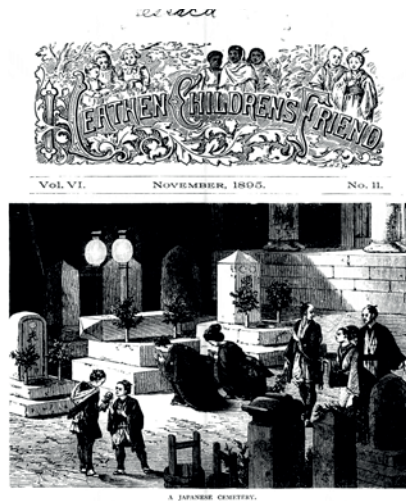 HEATHEN CHILDREN'S FRIEND
Vol. VI. NOVEMBER, 1895. No. 11.
A JAPANESE CEMETERY.